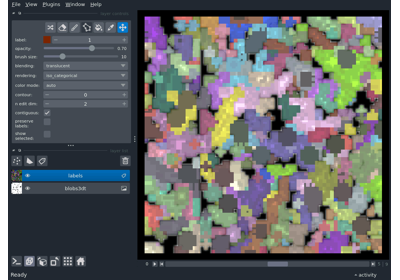 File View Plugins Window Help
label: 1
opacity: 0.70
brush size: 10
blending: translucent
rendering: iso_categorical
color mode: auto
contour: 0
n edit dim: 2
contiguous:
preserve
labels:
show
selected:
labels
blobs3dt
Ready
activity